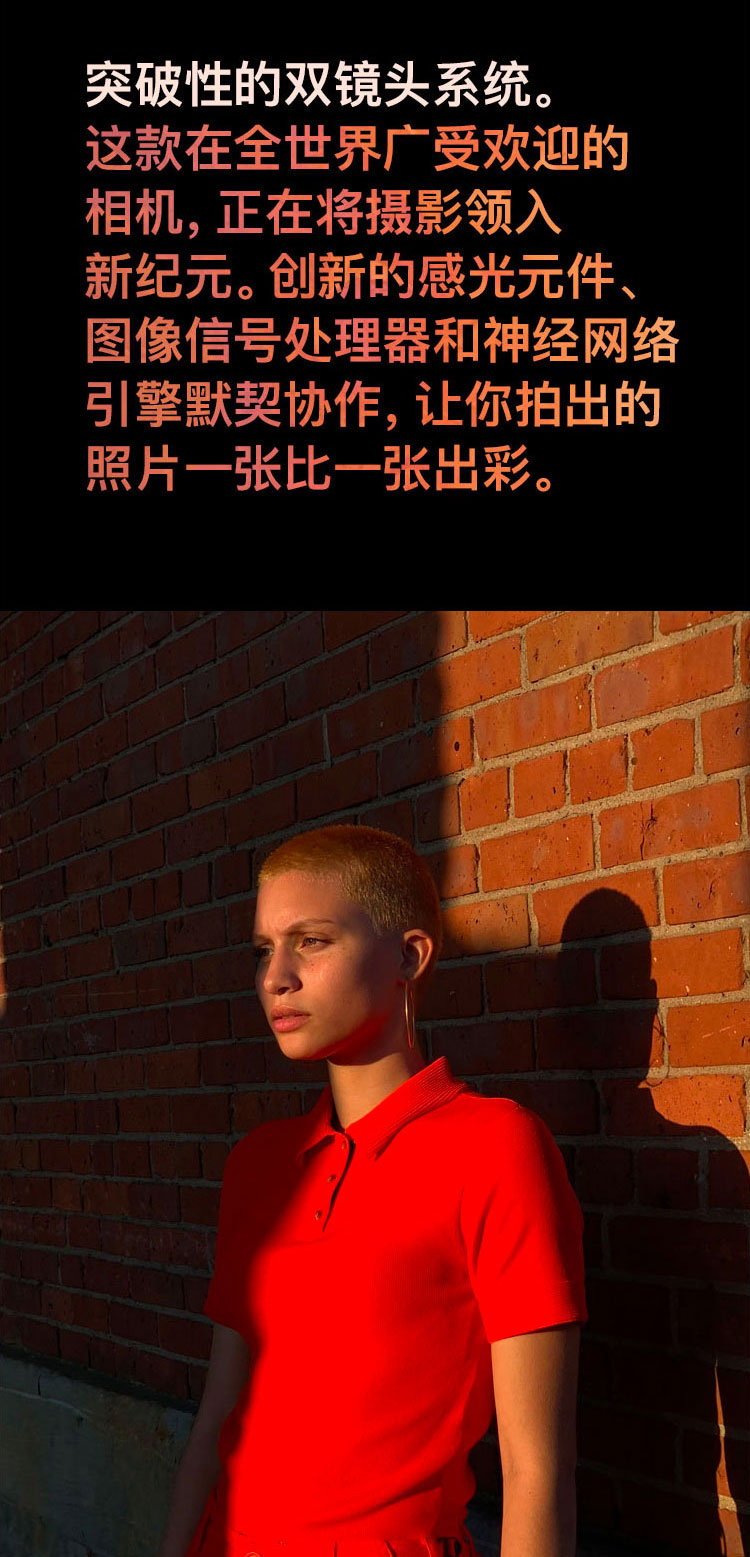 突破性的双镜头系统。
这款在全世界广受欢迎的
相机，正在将摄影领入
新纪元。创新的感光元件、
图像信号处理器和神经网络
引擎默契协作，让你拍出的
照片一张比一张出彩。